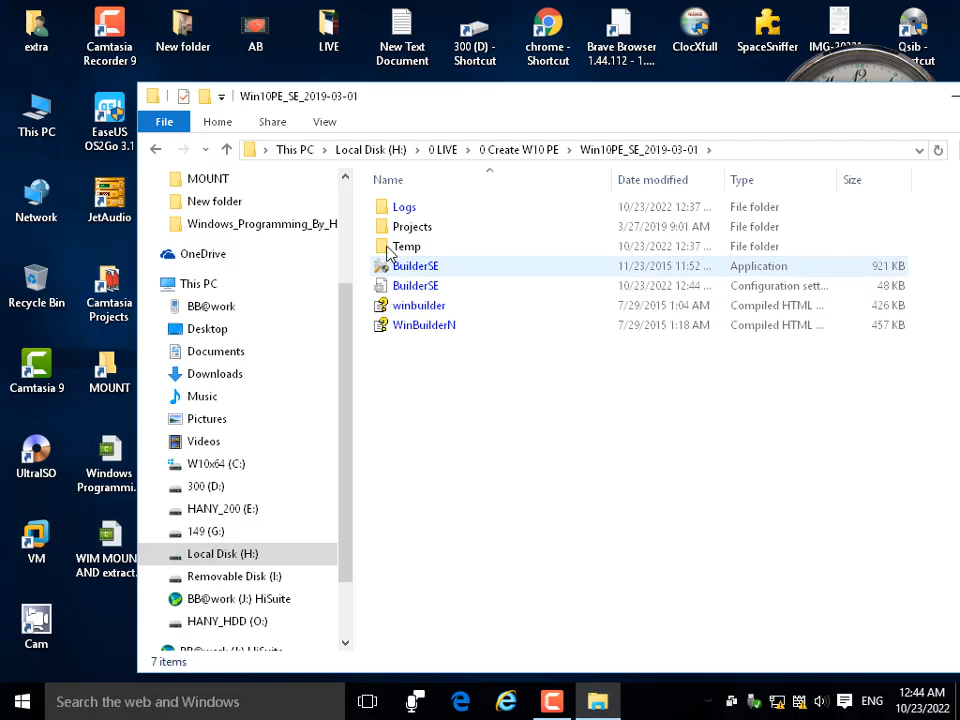 extra
Camtasia
Recorder 9
New folder
AB
LIVE
New Text
Document
300 (D) -
Shortcut
chrome -
Shortcut
Brave Browser
1.44.112 - 1....
ClocXfull
SpaceSniffer
Qsib -
Win10PE_SE_2019-03-01
File
Home
Share
View
This PC
Local Disk (H:)
0 LIVE
0 Create W10 PE
Win10PE_SE_2019-03-01
Name
Date modified
Type
Size
Logs
10/23/2022 12:37 ...
File folder
Projects
3/27/2019 9:01 AM
File folder
Temp
10/23/2022 12:37 ...
File folder
BuilderSE
11/23/2015 11:52 ...
Application
921 KB
BuilderSE
10/23/2022 12:44 ...
Configuration sett...
48 KB
winbuilder
7/29/2015 1:04 AM
Compiled HTML ...
426 KB
WinBuilderN
7/29/2015 1:18 AM
Compiled HTML ...
457 KB
MOUNT
New folder
Windows_Programming_By_H
OneDrive
This PC
BB@work
Desktop
Documents
Downloads
Music
Pictures
Videos
W10x64 (C:)
300 (D:)
HANY_200 (E:)
149 (G:)
Local Disk (H:)
Removable Disk (I:)
BB@work (J:) HiSuite
HANY_HDD (O:)
7 items
This PC
EaseUS
OS2Go 3.1
Network
JetAudio
Recycle Bin
Camtasia
Projects
Camtasia 9
MOUNT
UltraISO
Windows
Programmi...
VM
WIM MOUN
AND extract...
Cam
Search the web and Windows
ENG
12:44 AM
10/23/2022